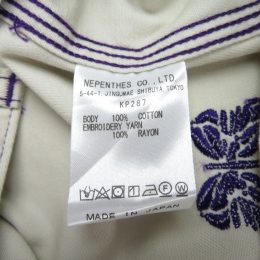 NEPENTHES CO., LTD.
5-44-1, JINGUMAE SHIBUYA, TOKYO
KP287
BODY 100% COTTON
EMBROIDERY YARN
100% RAYON
MADE IN JAPAN